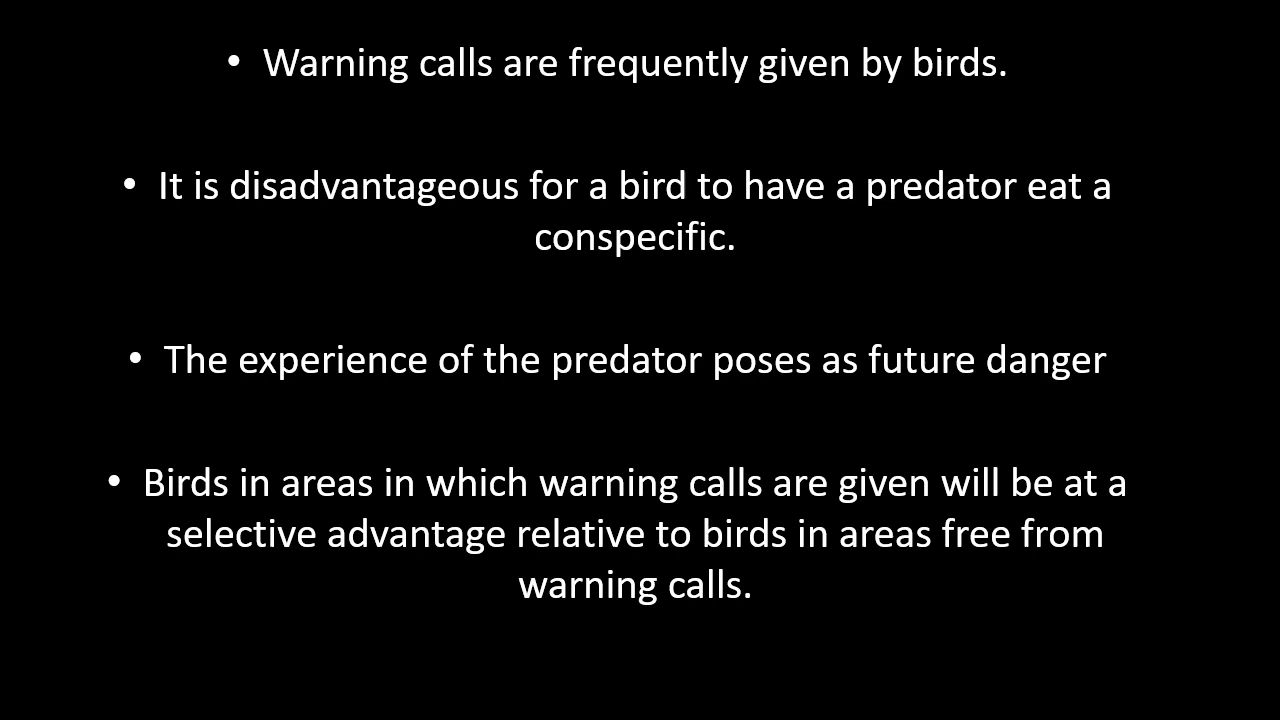 • Warning calls are frequently given by birds.
• It is disadvantageous for a bird to have a predator eat a
conspecific.
• The experience of the predator poses as future danger
• Birds in areas in which warning calls are given will be at a
selective advantage relative to birds in areas free from
warning calls.